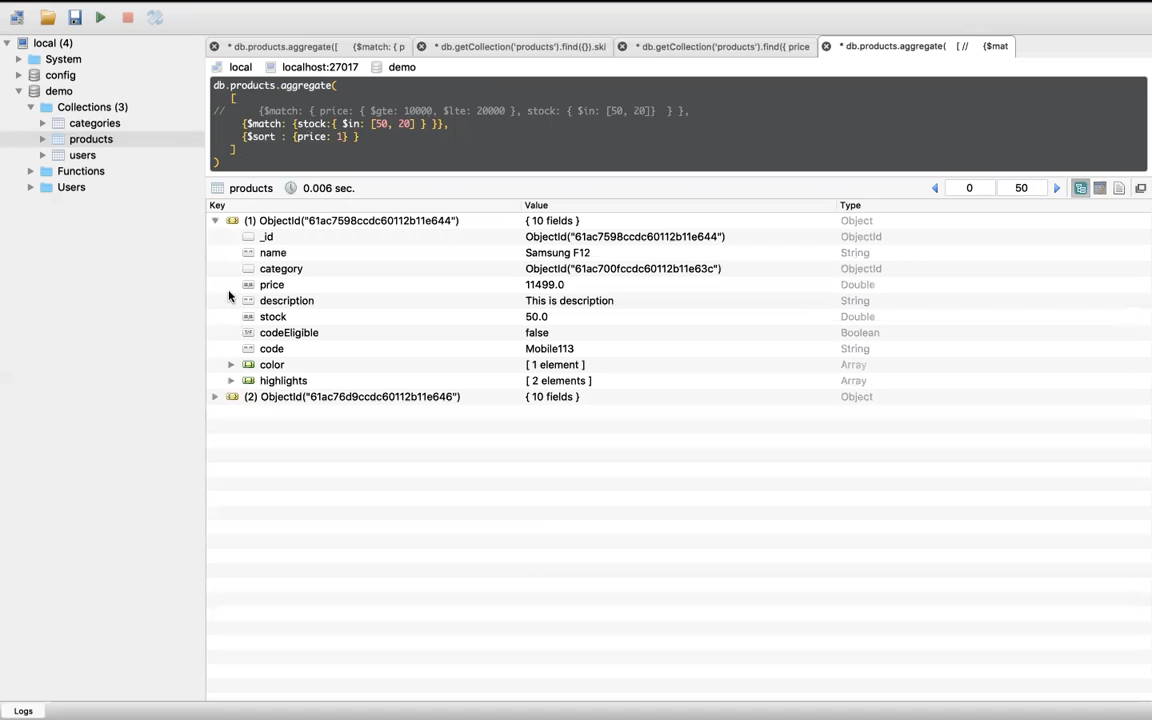 local (4)
System
config
demo
Collections (3)
categories
products
users
Functions
Users
* db.products.aggregate([ {$match: { p
* db.getCollection('products').find({}).ski
* db.getCollection('products').find({ price
* db.products.aggregate( [ // {$mat
local localhost:27017 demo
db.products.aggregate(
[
// {$match: { price: { $gte: 10000, $lte: 20000 }, stock: { $in: [50, 20]} } },
{$match: {stock:{ $in: [50, 20] } }},
{$sort : {price: 1} }
]
)
products 0.006 sec. 0 50
Key Value Type
(1) ObjectId("61ac7598ccdc60112b11e644") { 10 fields } Object
_id ObjectId("61ac7598ccdc60112b11e644") ObjectId
name Samsung F12 String
category ObjectId("61ac700fccdc60112b11e63c") ObjectId
price 11499.0 Double
description This is description String
stock 50.0 Double
codeEligible false Boolean
code Mobile113 String
color [ 1 element ] Array
highlights [ 2 elements ] Array
(2) ObjectId("61ac76d9ccdc60112b11e646") { 10 fields } Object
Logs